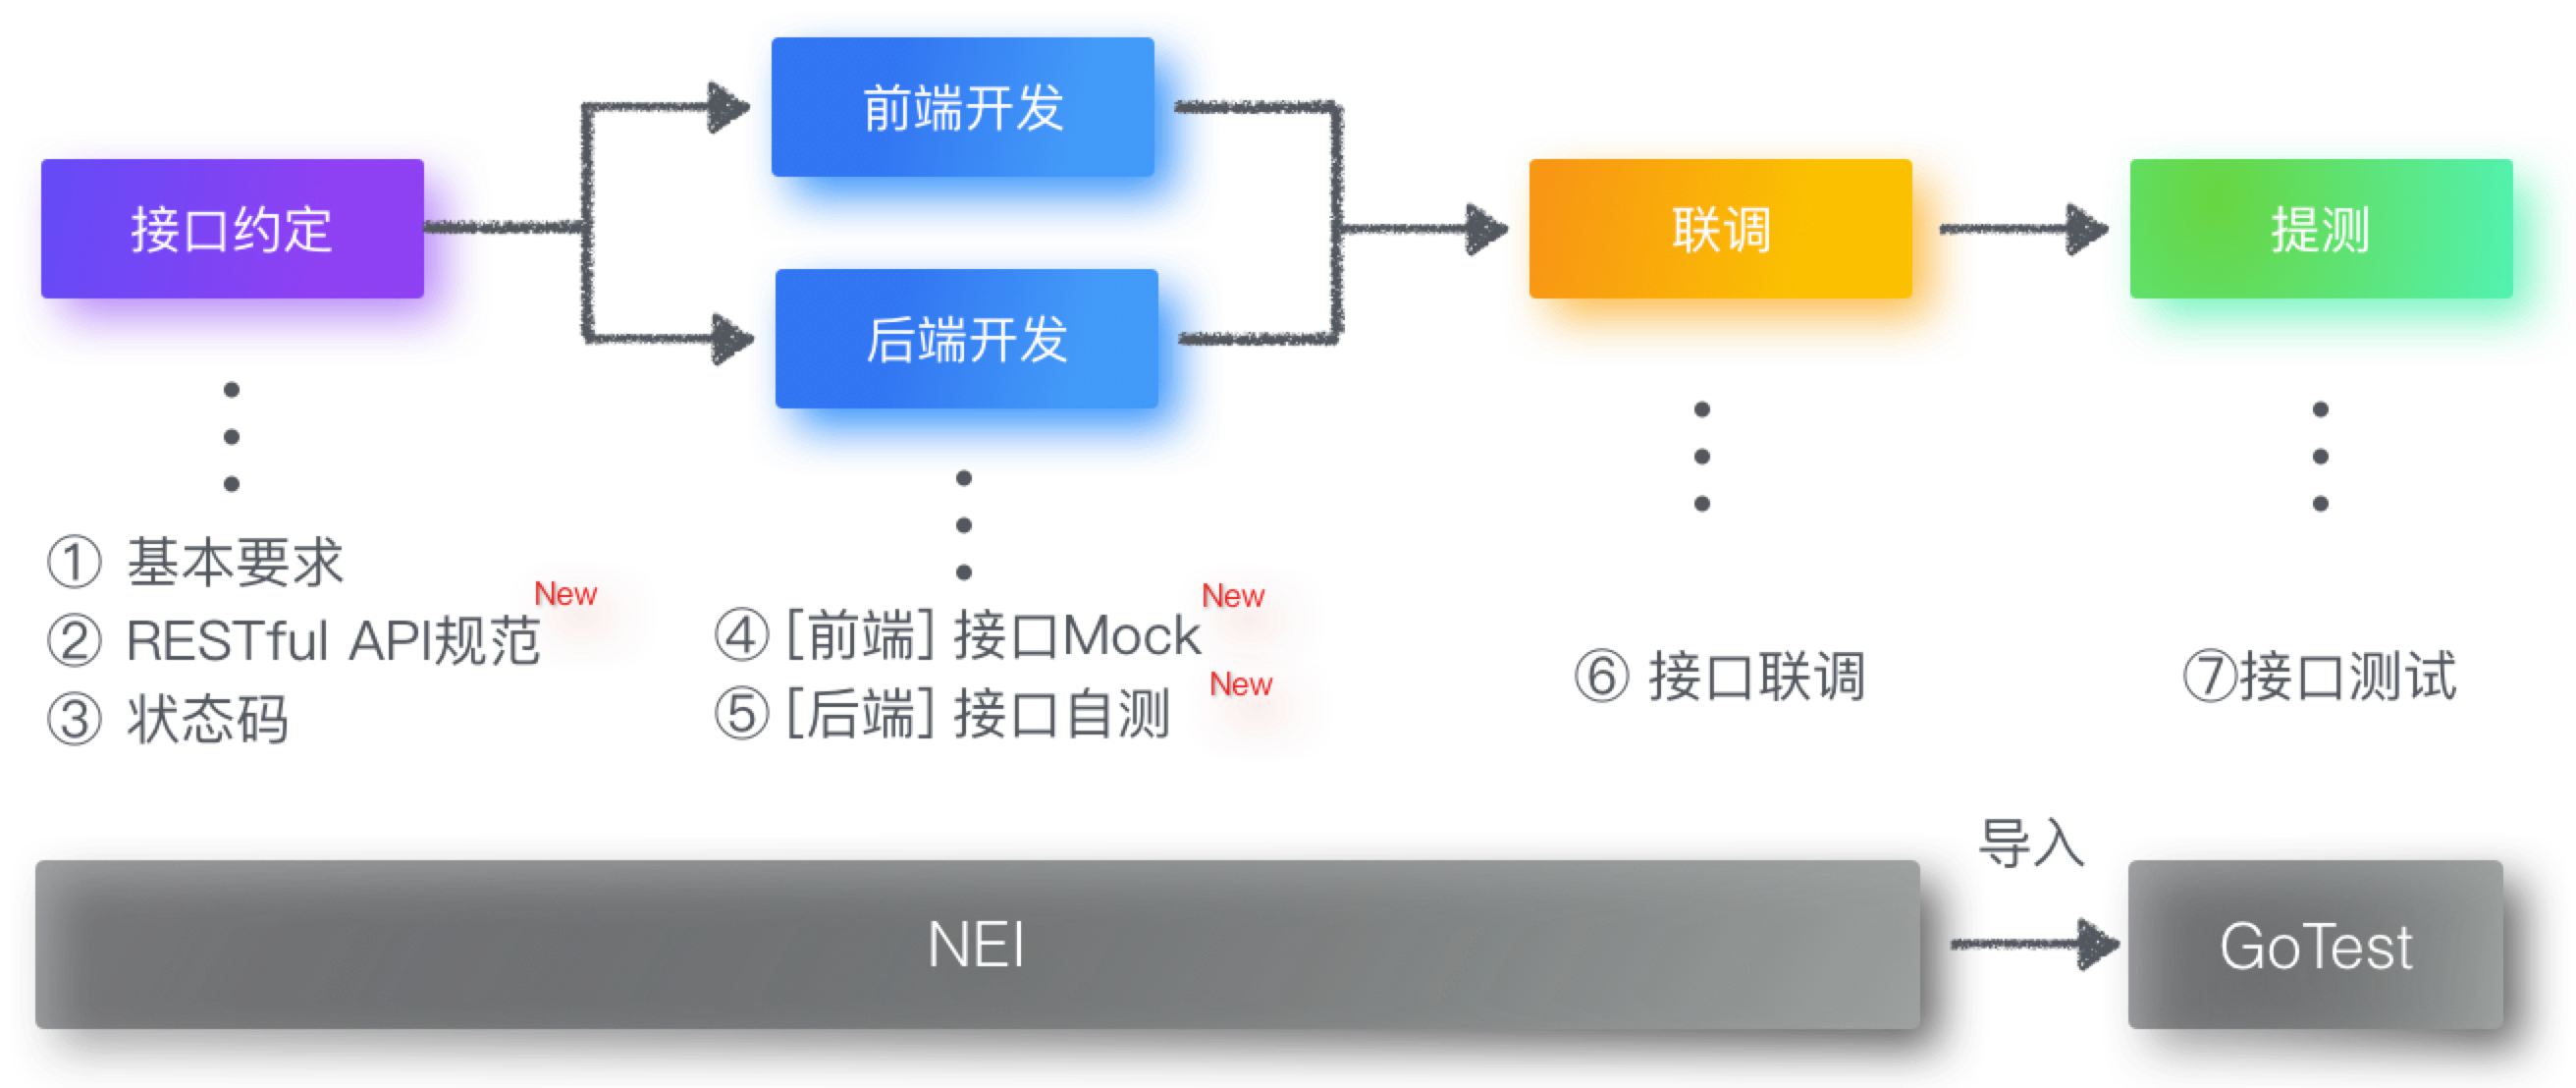 接口约定
前端开发
后端开发
联调
提测
① 基本要求
② RESTful API规范 New
③ 状态码
④ [前端] 接口Mock New
⑤ [后端] 接口自测 New
⑥ 接口联调
⑦接口测试
NEI
导入
GoTest